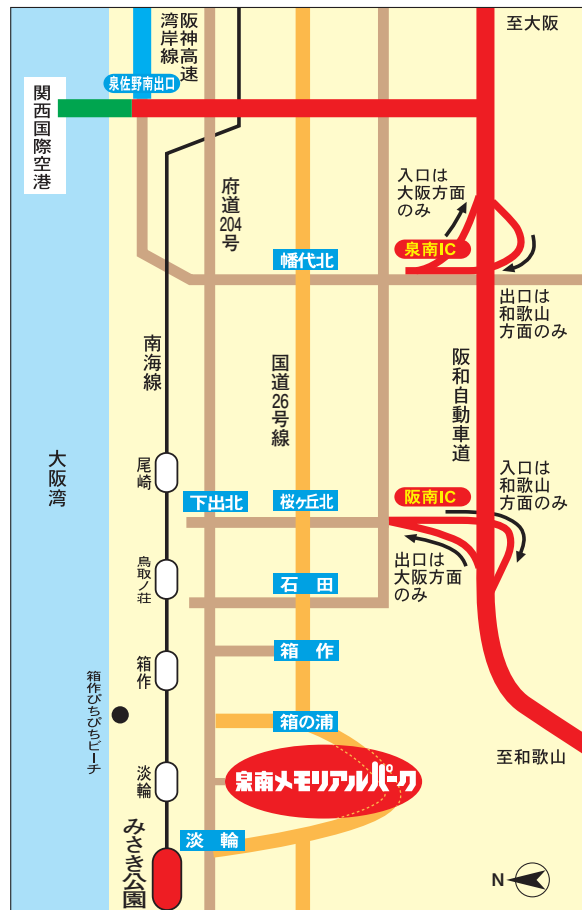 阪神高速
湾岸線
至大阪
泉佐野南出口
関西国際空港
入口は
大阪方面
のみ
府道204号
泉南IC
幡代北
出口は
和歌山
方面のみ
南海線
国道26号線
阪和自動車道
大阪湾
尾崎
入口は
和歌山
方面のみ
下出北
桜ヶ丘北
阪南IC
出口は
大阪方面
のみ
鳥取ノ荘
石田
箱作
箱作
箱作ぴちぴちビーチ
箱の浦
至和歌山
淡輪
泉南メモリアルパーク
みさき公園
淡輪
N